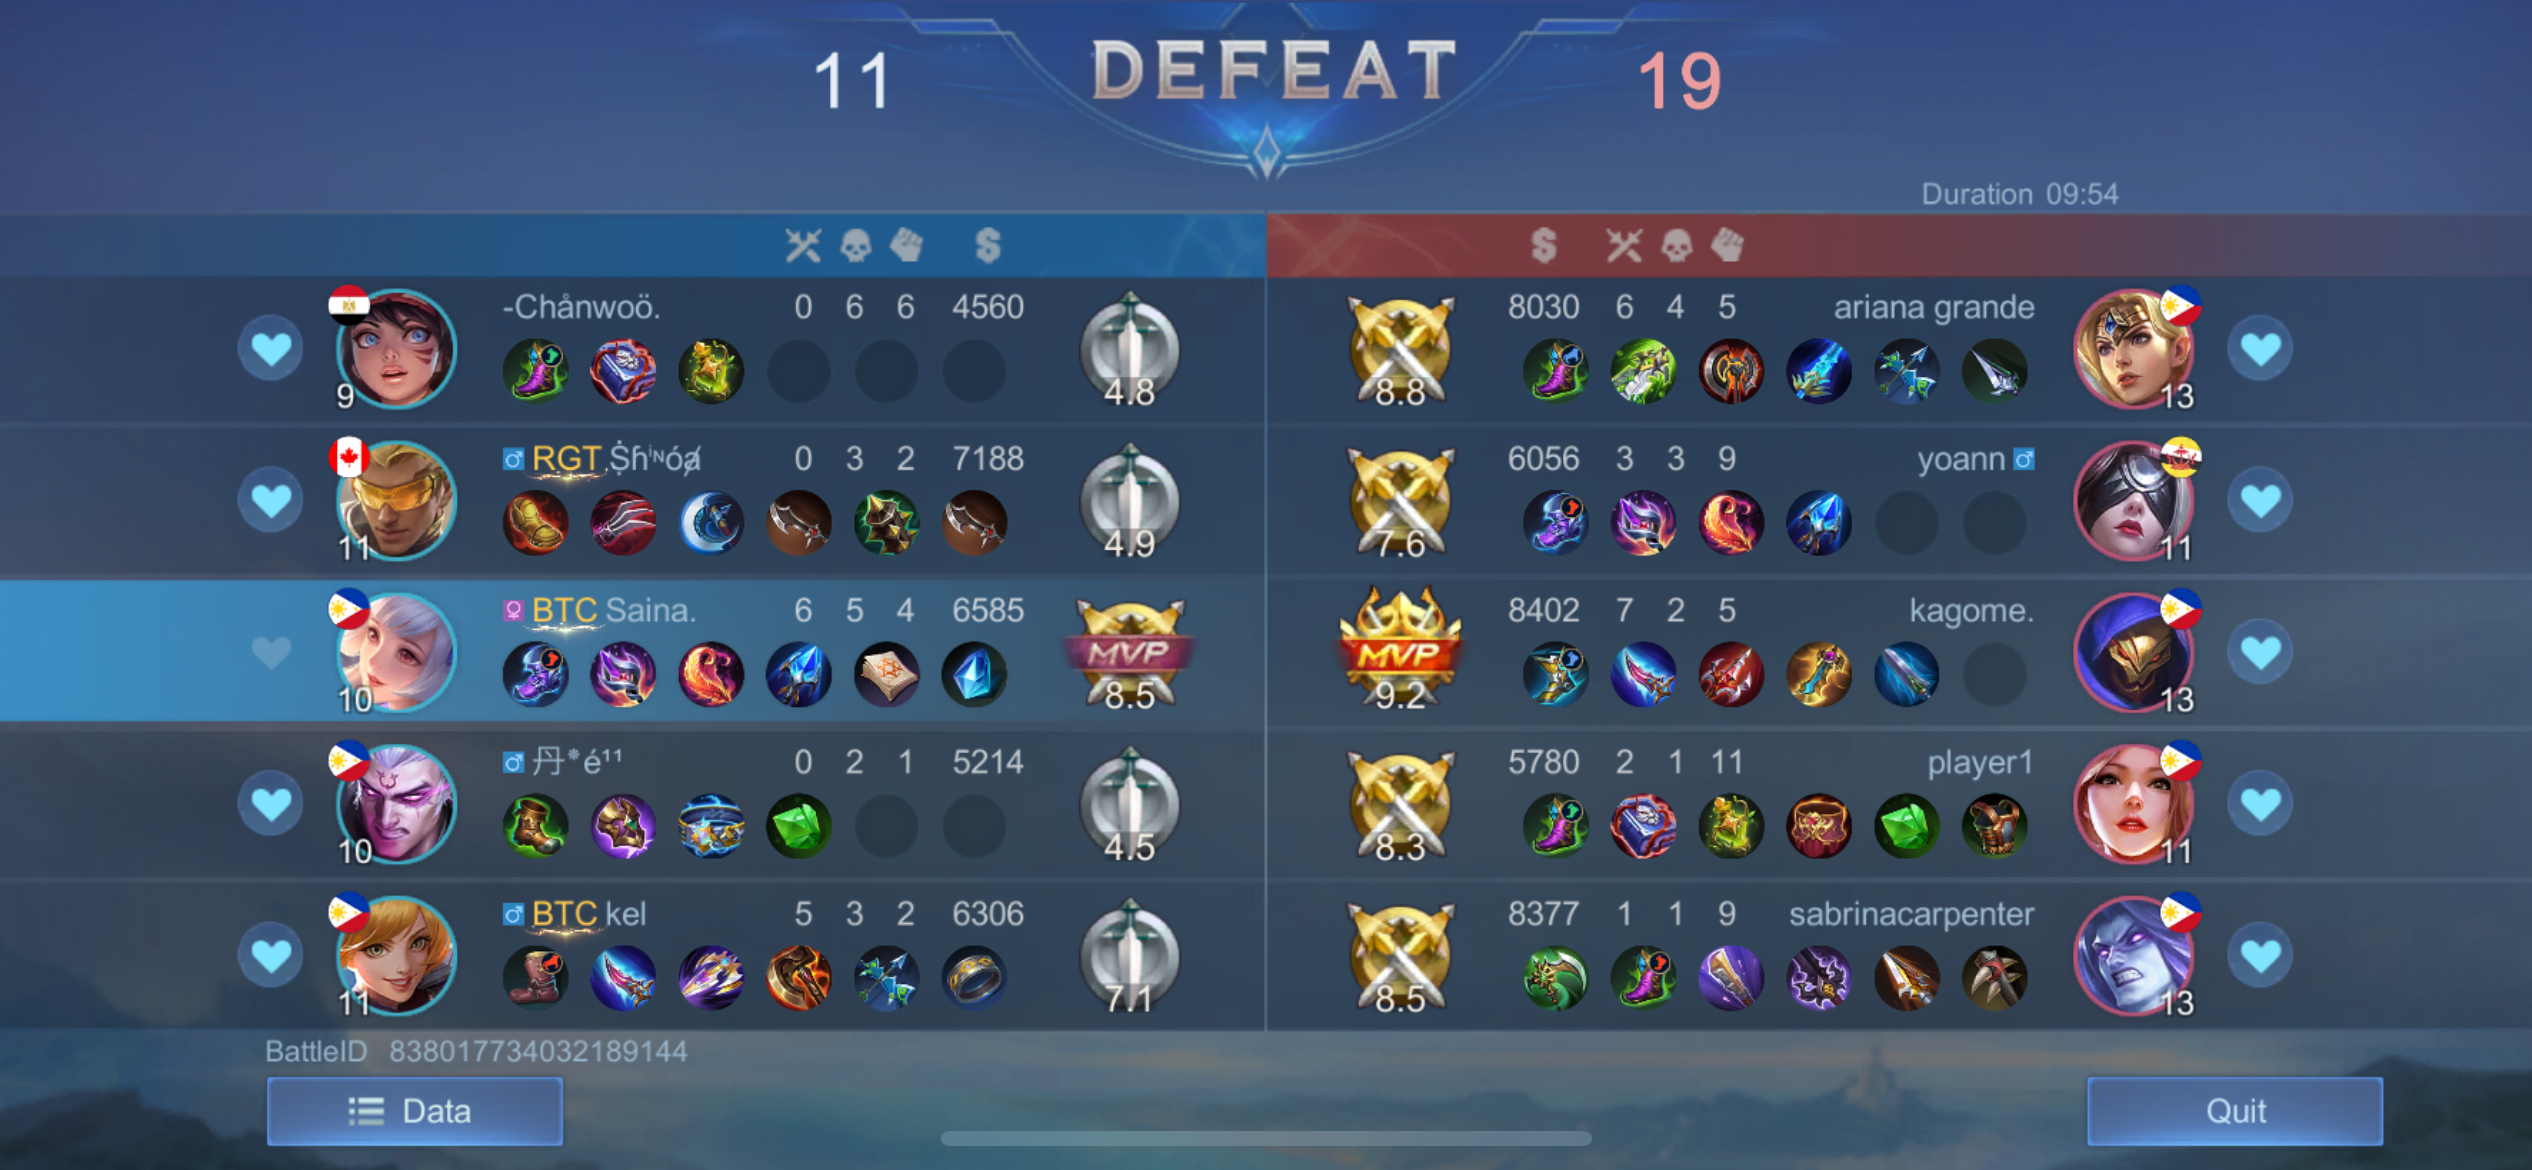 11 DEFEAT 19
Duration 09:54
-Chånwoö. 0 6 6 4560
9 4.8
8030 6 4 5 ariana grande
8.8 13
RGT 0 3 2 7188
11 4.9
6056 3 3 9 yoann
7.6 11
BTC Saina. 6 5 4 6585
10 MVP 8.5
8402 7 2 5 kagome.
MVP 9.2 13
丹*é¹¹ 0 2 1 5214
10 4.5
5780 2 1 11 player1
8.3 11
BTC kel 5 3 2 6306
11 7.1
8377 1 1 9 sabrinacarpenter
8.5 13
BattleID 838017734032189144
Data
Quit